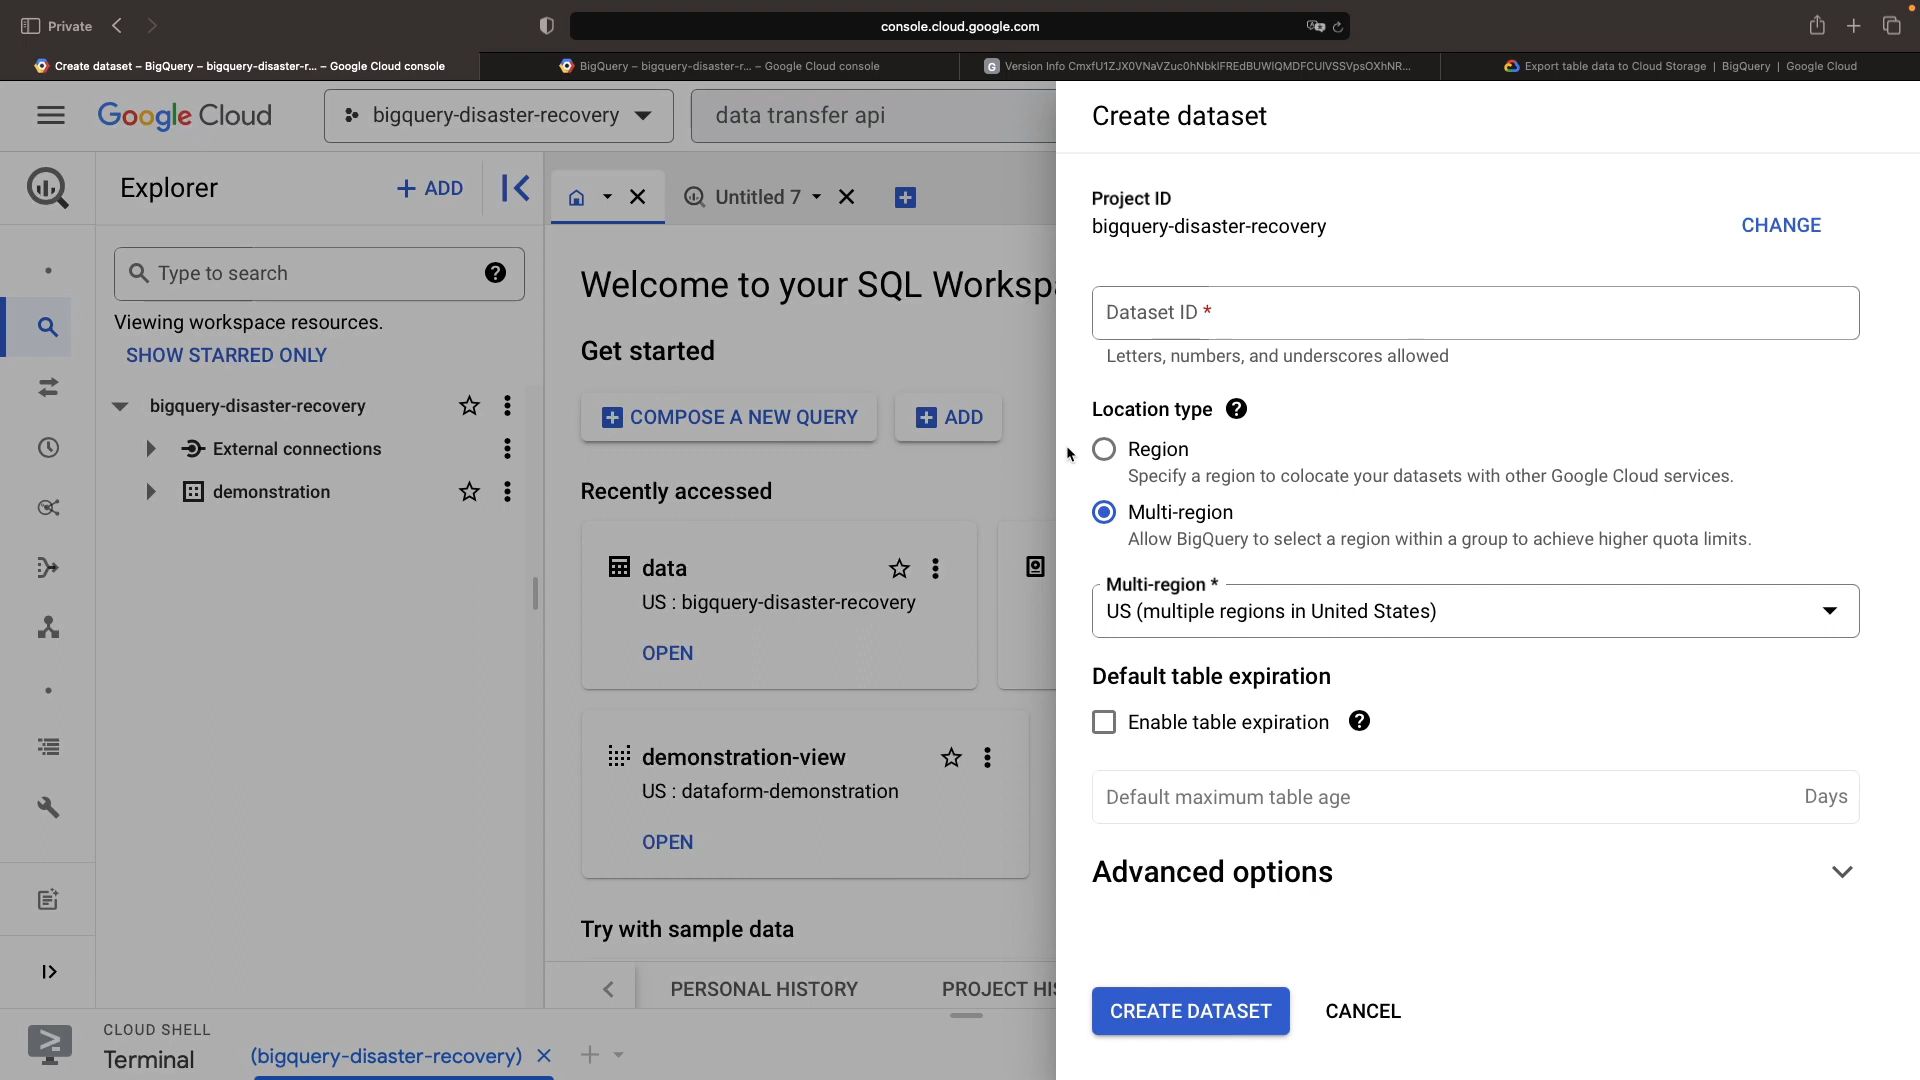 Private
console.cloud.google.com
Create dataset – BigQuery – bigquery-disaster-r... – Google Cloud console
BigQuery – bigquery-disaster-r... – Google Cloud console
Export table data to Cloud Storage | BigQuery | Google Cloud
Google Cloud
bigquery-disaster-recovery
data transfer api
Explorer
+ ADD
Type to search
Viewing workspace resources.
SHOW STARRED ONLY
bigquery-disaster-recovery
External connections
demonstration
Untitled 7
Welcome to your SQL Worksp
Get started
COMPOSE A NEW QUERY
ADD
Recently accessed
data
US : bigquery-disaster-recovery
OPEN
demonstration-view
US : dataform-demonstration
OPEN
Try with sample data
PERSONAL HISTORY
PROJECT HIS
CLOUD SHELL
Terminal
(bigquery-disaster-recovery)
Create dataset
Project ID
bigquery-disaster-recovery
CHANGE
Dataset ID *
Letters, numbers, and underscores allowed
Location type
Region
Specify a region to colocate your datasets with other Google Cloud services.
Multi-region
Allow BigQuery to select a region within a group to achieve higher quota limits.
Multi-region *
US (multiple regions in United States)
Default table expiration
Enable table expiration
Default maximum table age
Days
Advanced options
CREATE DATASET
CANCEL